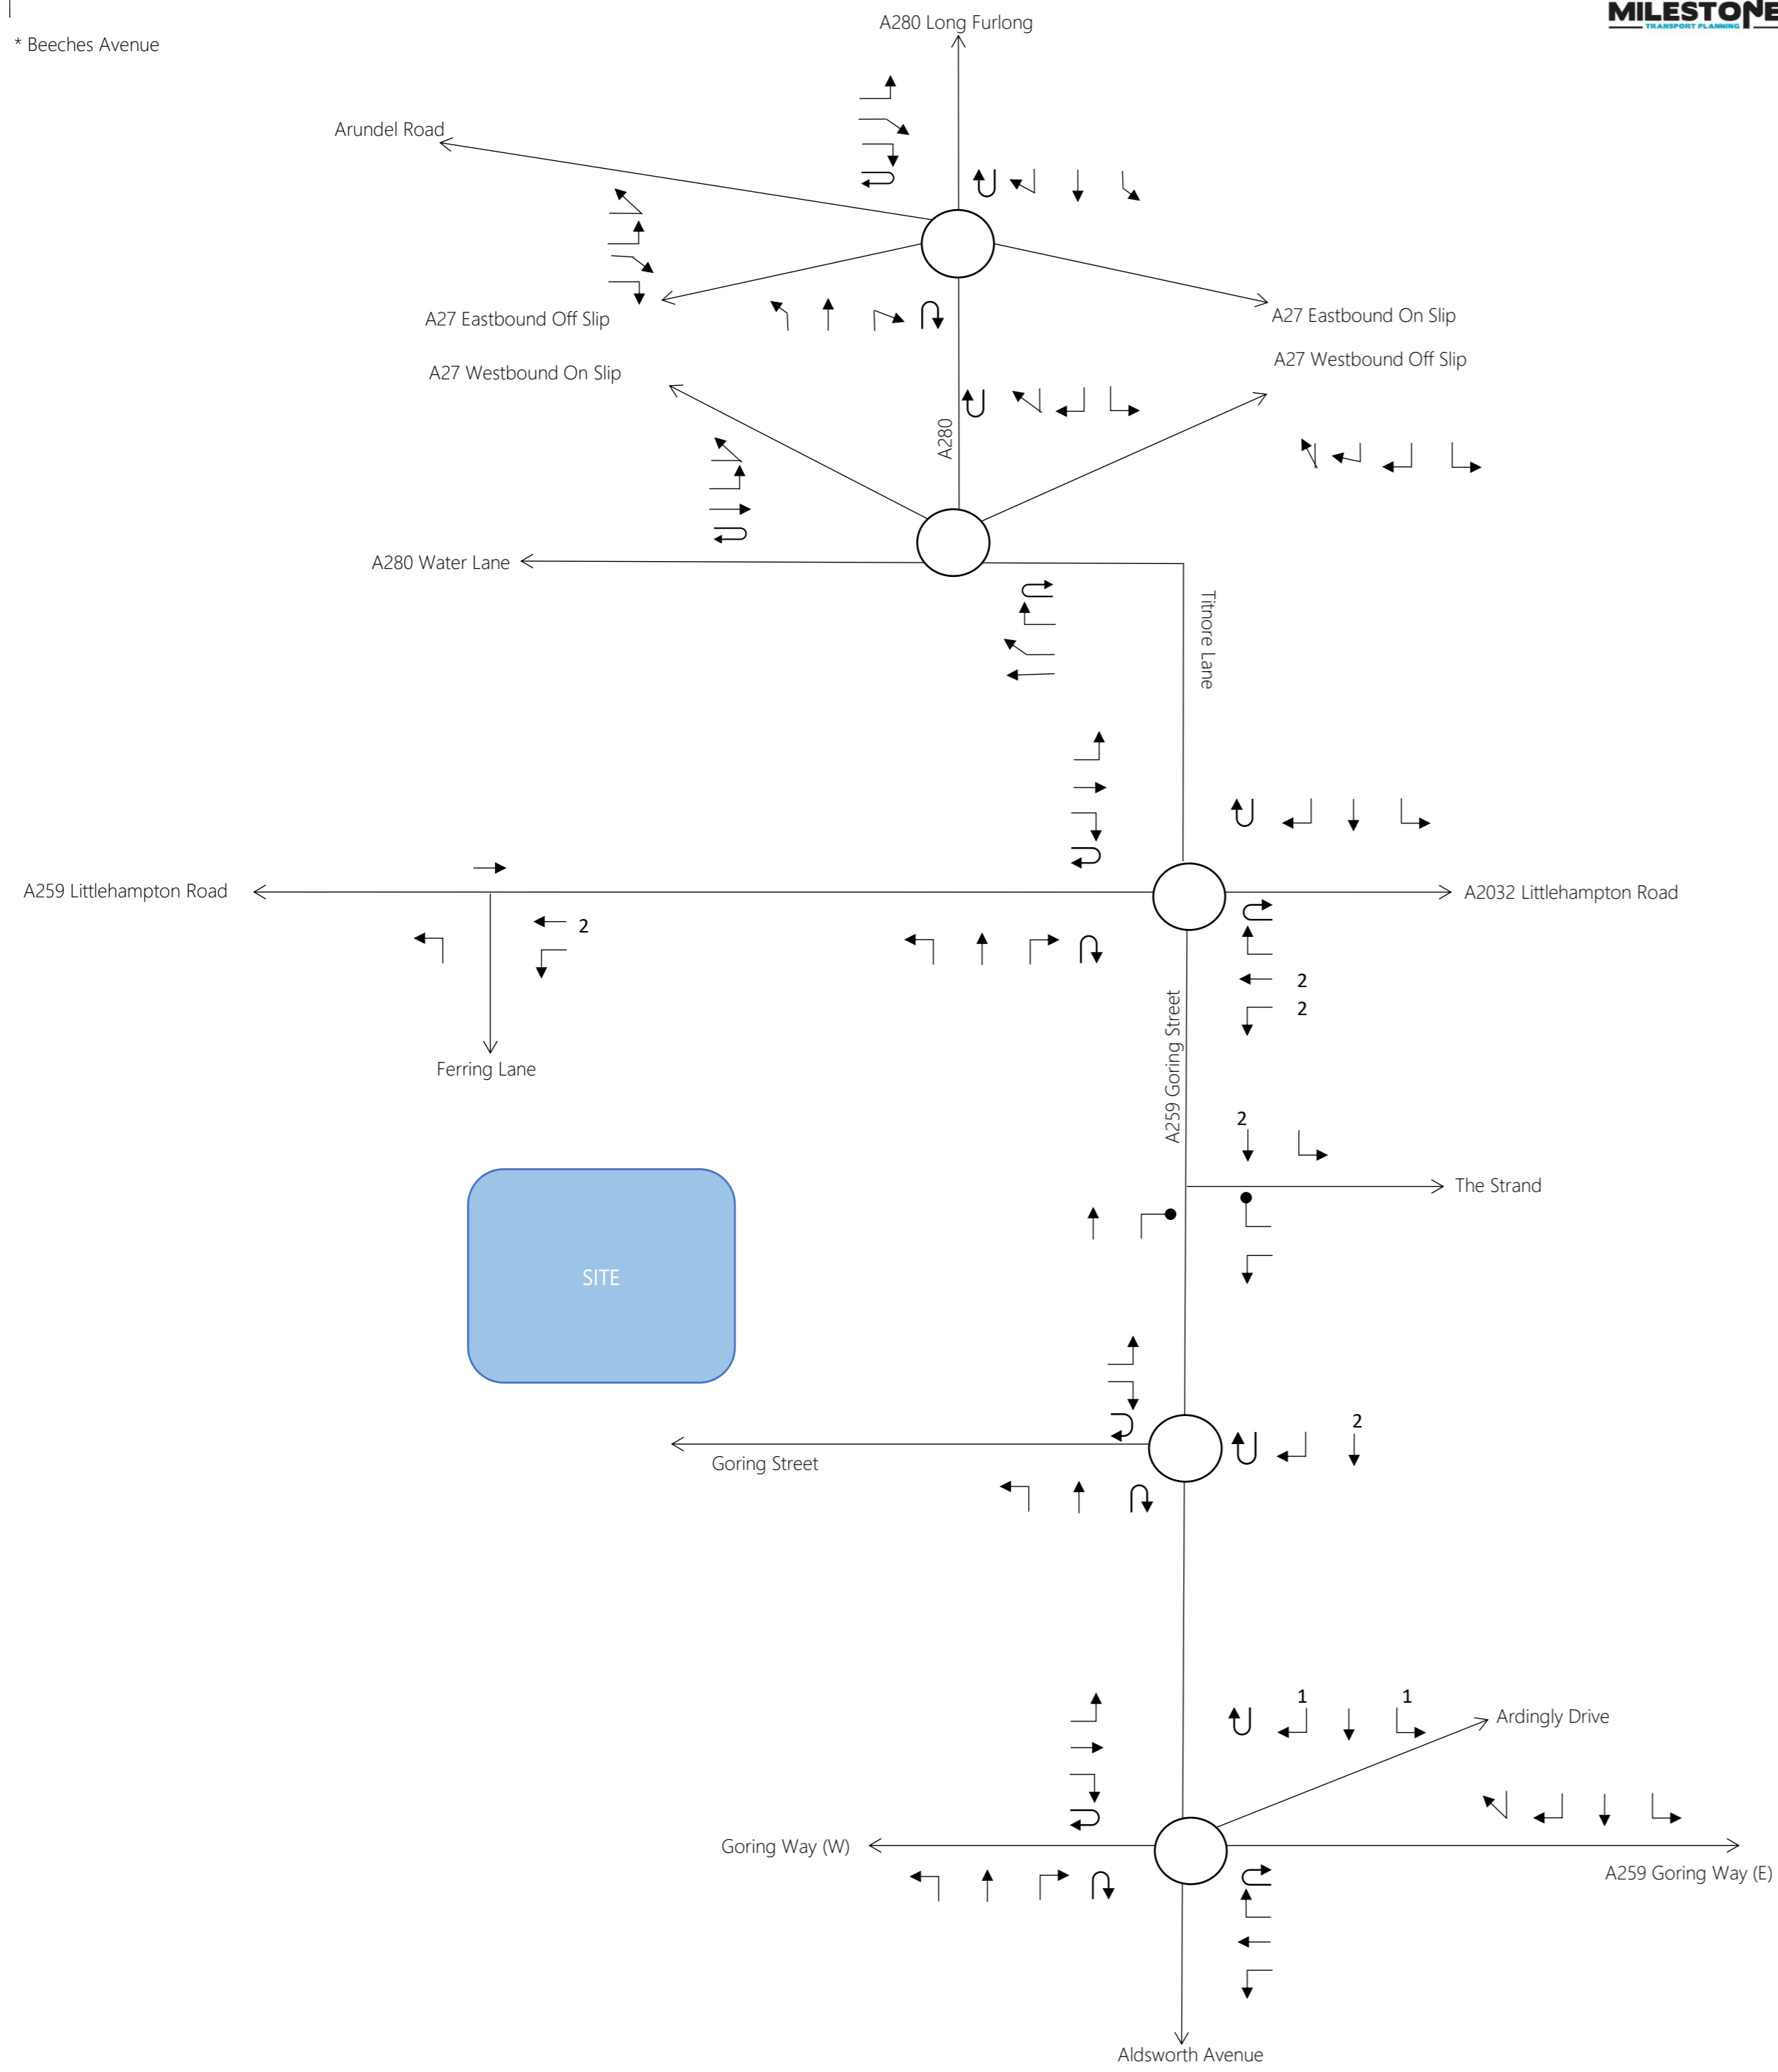 MILESTONE
TRANSPORT PLANNING
* Beeches Avenue
A280 Long Furlong
Arundel Road
A27 Eastbound Off Slip
A27 Eastbound On Slip
A27 Westbound On Slip
A27 Westbound Off Slip
A280
A280 Water Lane
Titnore Lane
A259 Littlehampton Road
A2032 Littlehampton Road
2
2
2
Ferring Lane
A259 Goring Street
2
The Strand
SITE
2
Goring Street
1
1
Ardingly Drive
Goring Way (W)
A259 Goring Way (E)
Aldsworth Avenue